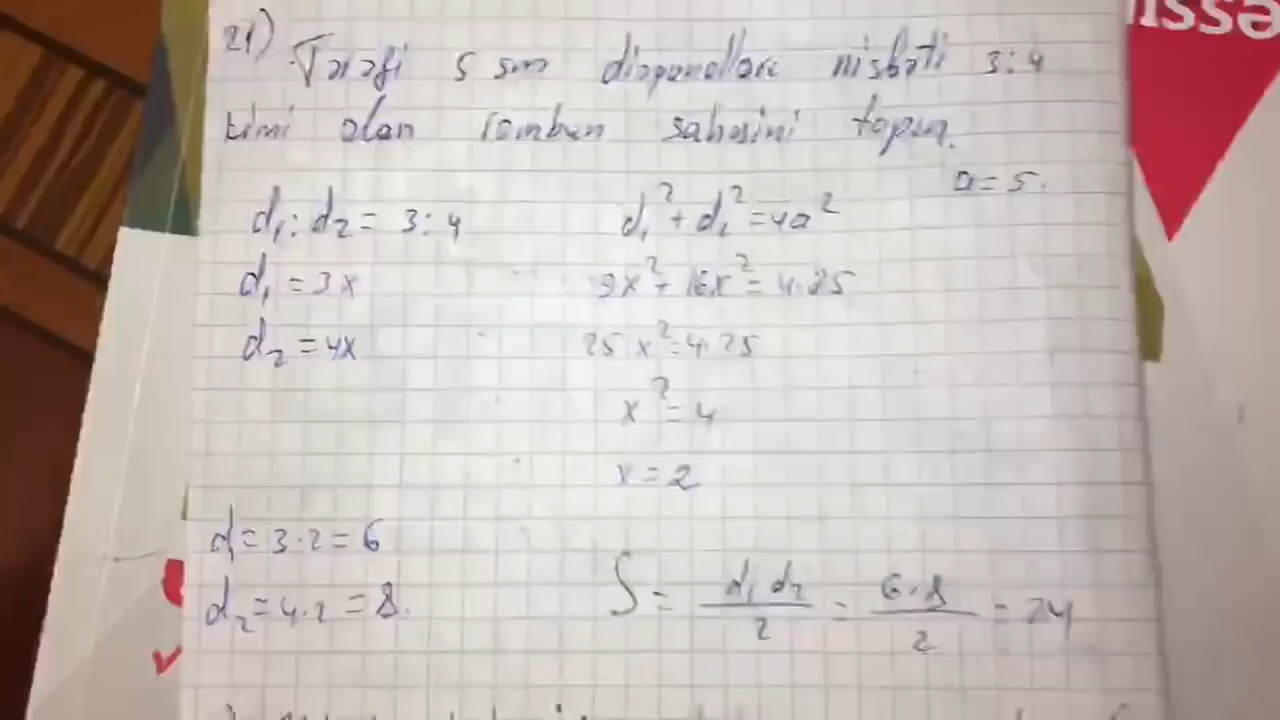 21) Tərəfi 5 sm diaqonalları nisbəti 3:4
kimi olan rombun sahəsini tapın.
a = 5.
d₁ : d₂ = 3 : 4
d₁² + d₂² = 4a²
d₁ = 3x
9x² + 16x² = 4·25
d₂ = 4x
25x² = 4·25
x² = 4
x = 2
d₁ = 3·2 = 6
d₂ = 4·2 = 8.
S = d₁ d₂ / 2 = 6·8 / 2 = 24